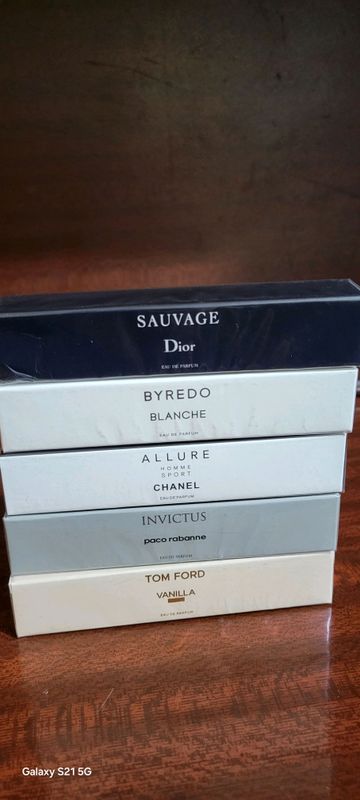 SAUVAGE
Dior
EAU DE PARFUM
BYREDO
BLANCHE
EAU DE PARFUM
ALLURE
HOMME
SPORT
CHANEL
EAU DE PARFUM
INVICTUS
paco rabanne
EAU DE PARFUM
TOM FORD
VANILLA
EAU DE PARFUM
Galaxy S21 5G